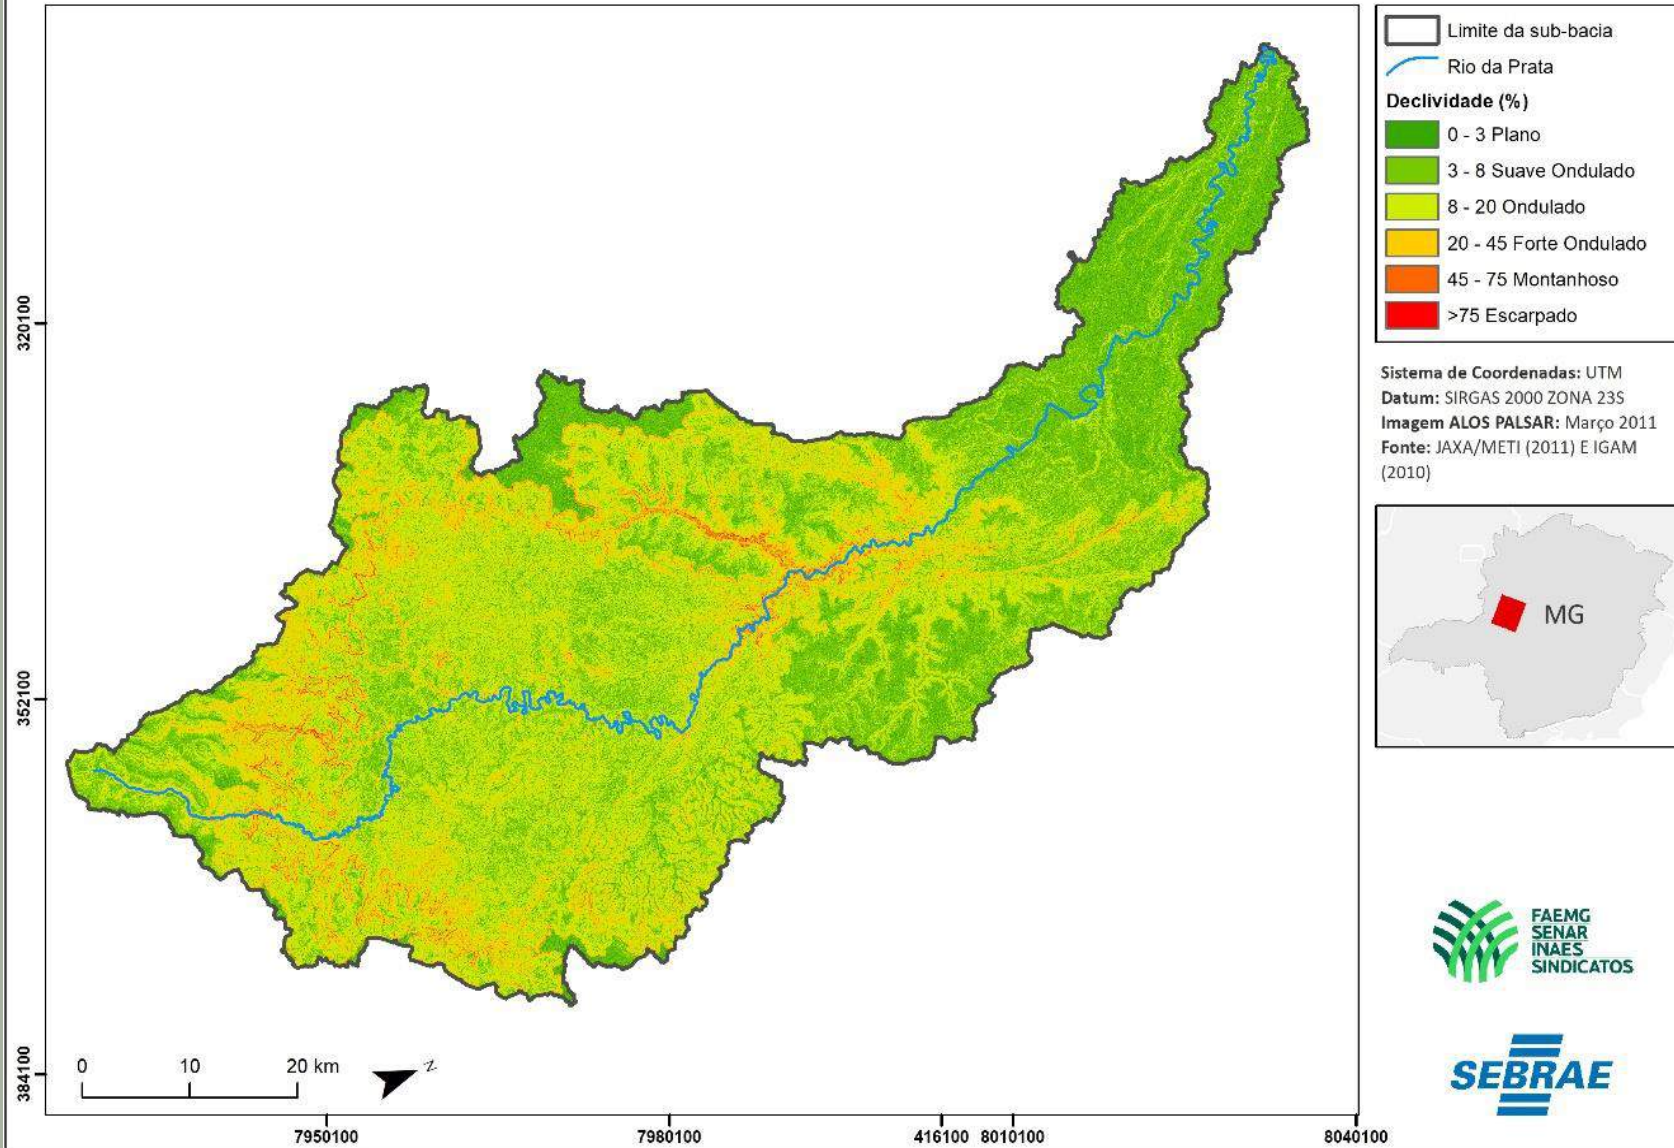 Limite da sub-bacia
Rio da Prata
Declividade (%)
0 - 3 Plano
3 - 8 Suave Ondulado
8 - 20 Ondulado
20 - 45 Forte Ondulado
45 - 75 Montanhoso
>75 Escarpado
Sistema de Coordenadas: UTM
Datum: SIRGAS 2000 ZONA 23S
Imagem ALOS PALSAR: Março 2011
Fonte: JAXA/METI (2011) E IGAM
(2010)
MG
FAEMG
SENAR
INAES
SINDICATOS
SEBRAE
320100
352100
384100
0 10 20 km
N
7950100 7980100 416100 8010100 8040100